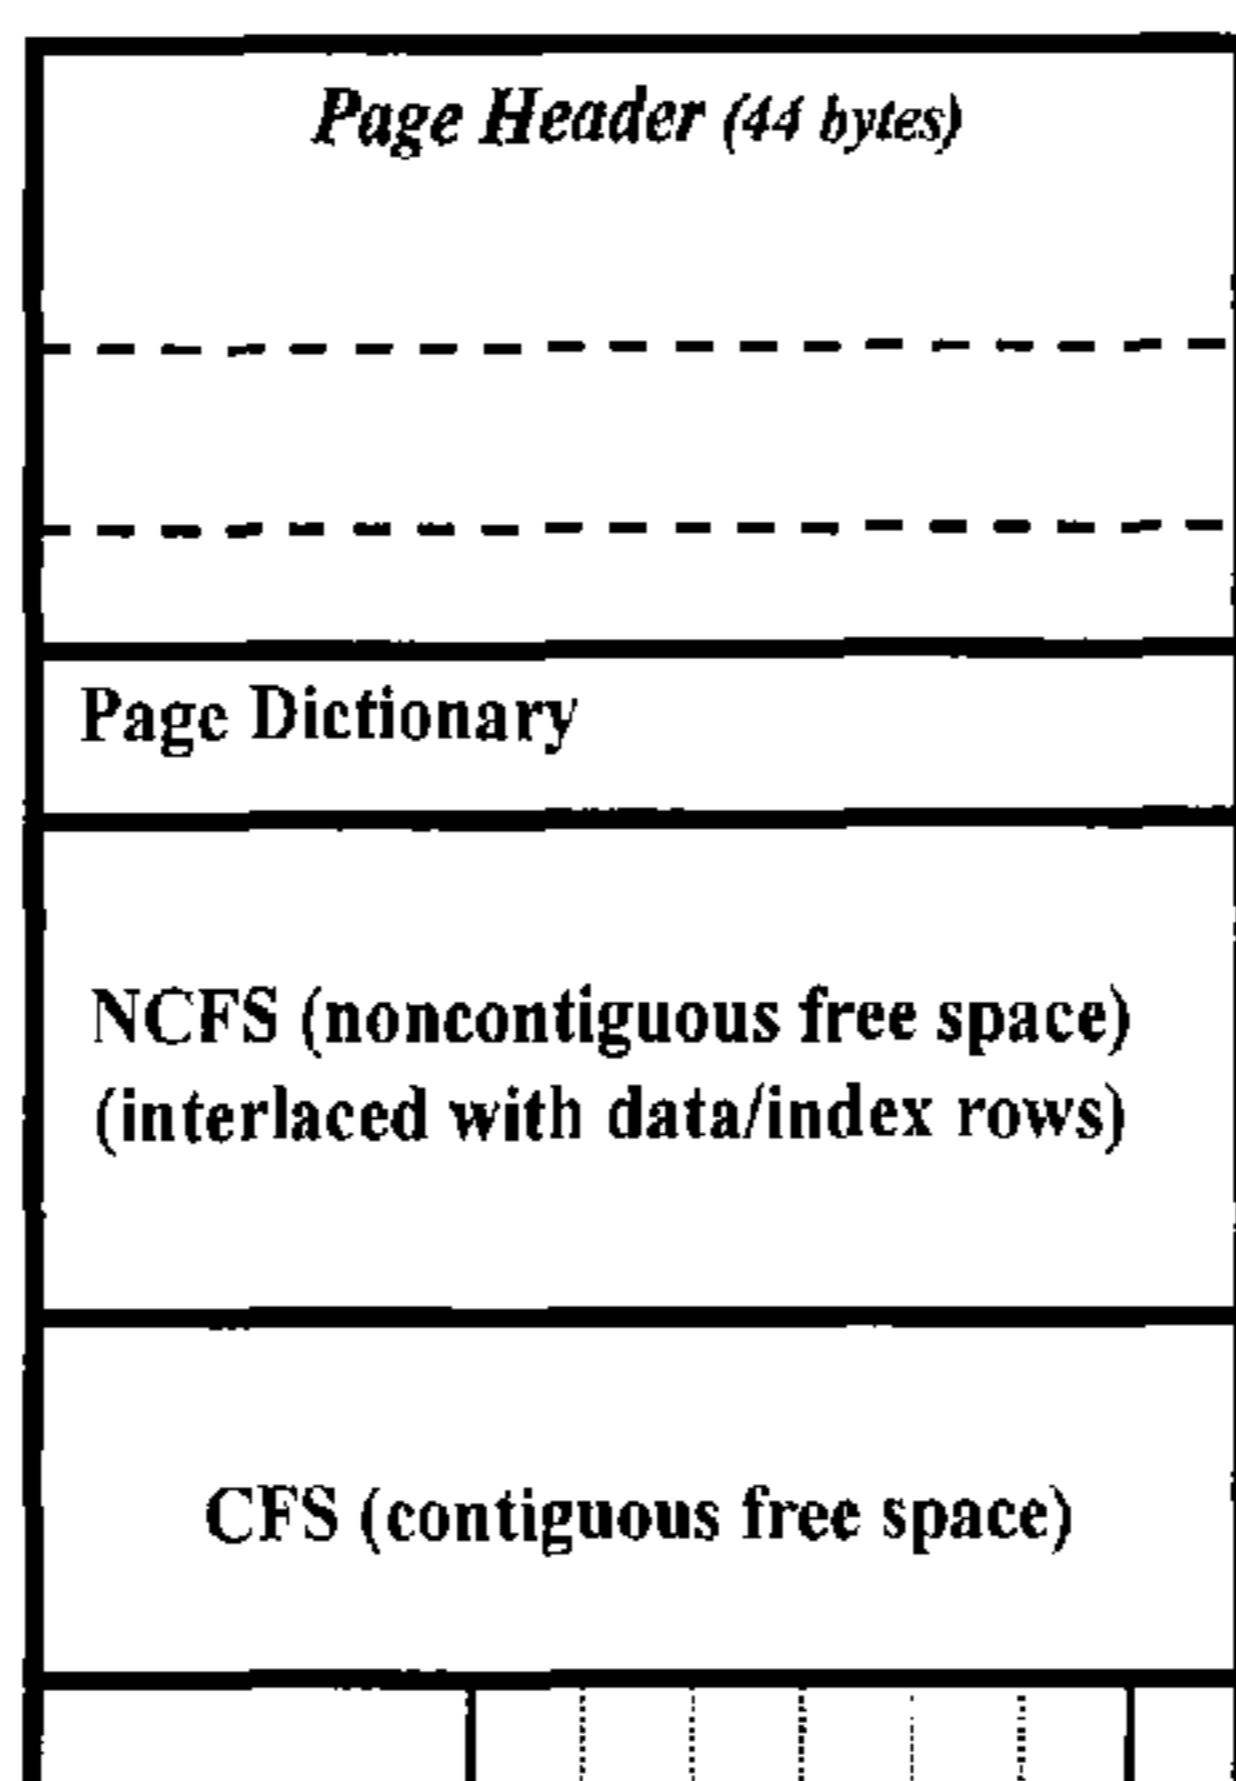 Page Header (44 bytes)
Page Dictionary
NCFS (noncontiguous free space)
(interlaced with data/index rows)
CFS (contiguous free space)